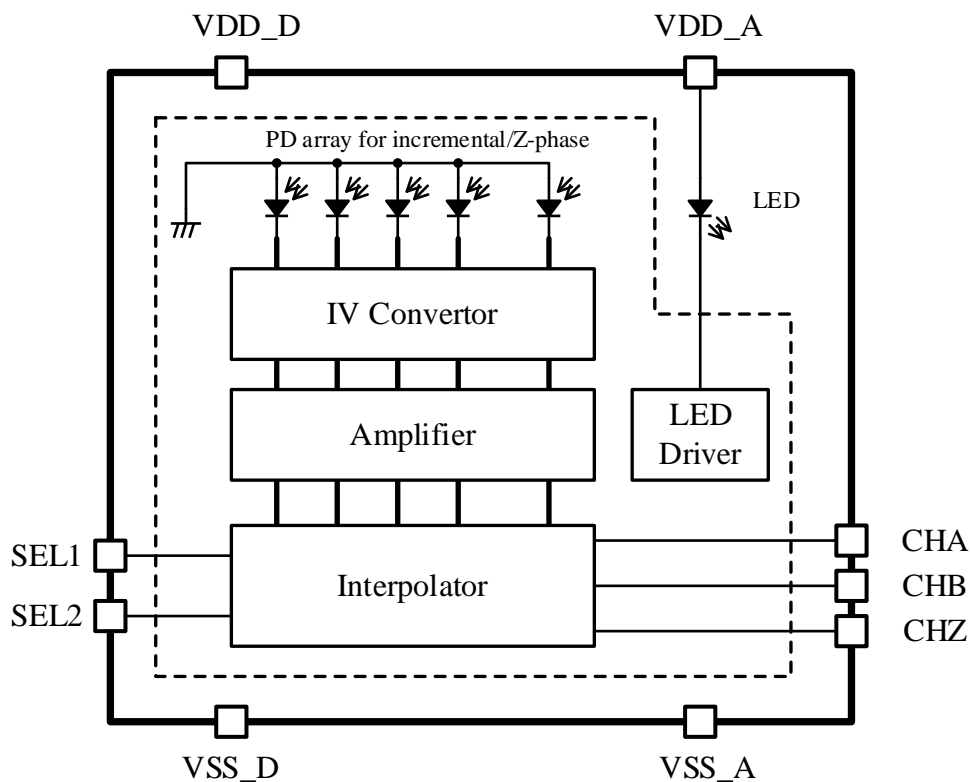 VDD_D
VDD_A
PD array for incremental/Z-phase
LED
IV Convertor
Amplifier
LED
Driver
SEL1
SEL2
Interpolator
CHA
CHB
CHZ
VSS_D
VSS_A